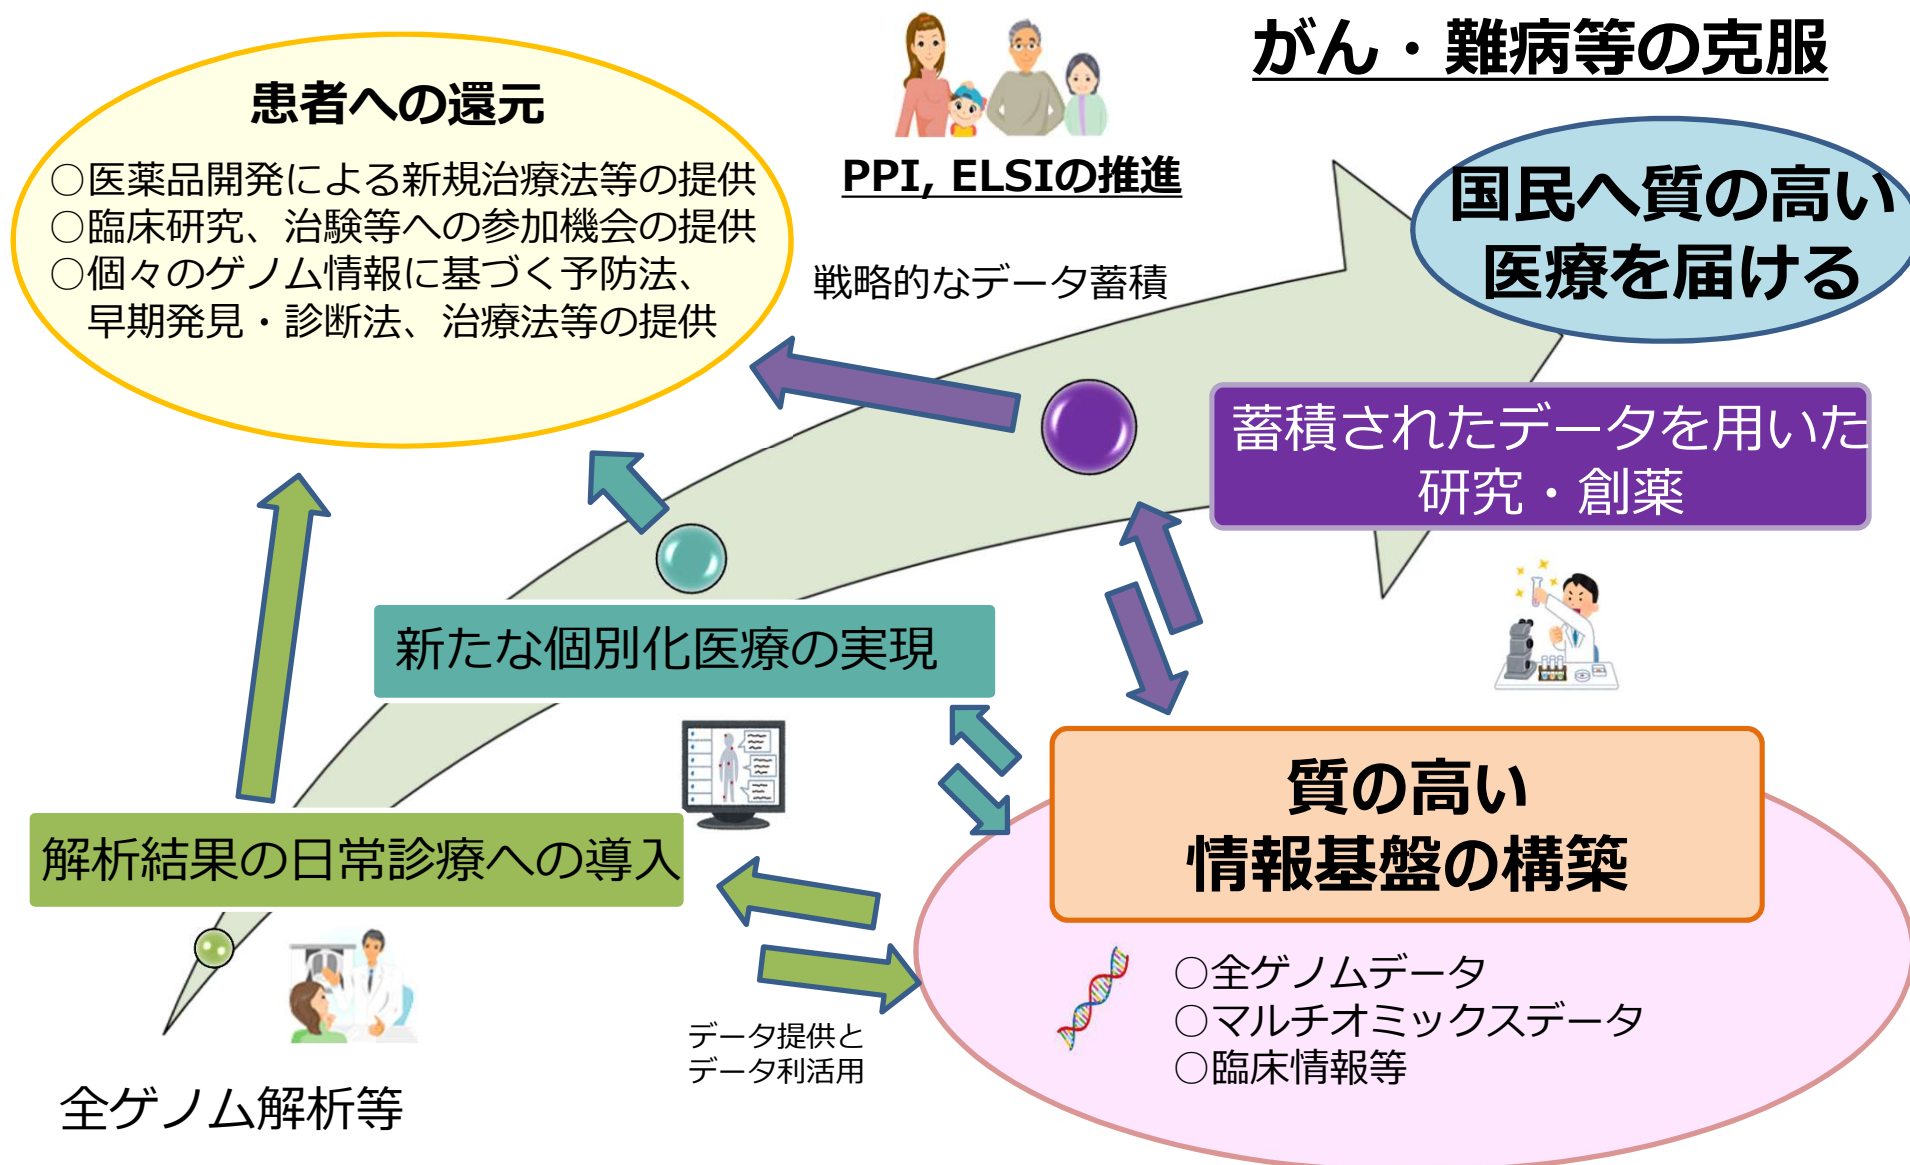 がん・難病等の克服
患者への還元
○医薬品開発による新規治療法等の提供
○臨床研究、治験等への参加機会の提供
○個々のゲノム情報に基づく予防法、
早期発見・診断法、治療法等の提供
PPI, ELSIの推進
戦略的なデータ蓄積
国民へ質の高い
医療を届ける
蓄積されたデータを用いた
研究・創薬
新たな個別化医療の実現
解析結果の日常診療への導入
質の高い
情報基盤の構築
○全ゲノムデータ
○マルチオミックスデータ
○臨床情報等
データ提供と
データ利活用
全ゲノム解析等